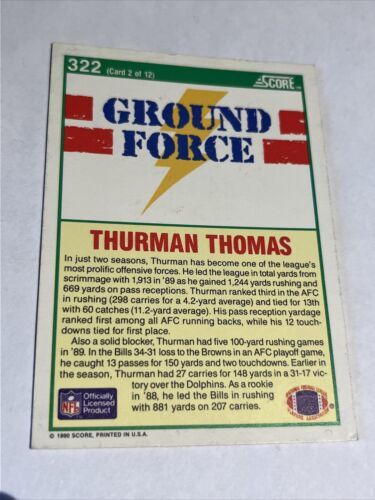 322 (Card 2 of 12)
SCORE™
GROUND
FORCE
THURMAN THOMAS
In just two seasons, Thurman has become one of the league's
most prolific offensive forces. He led the league in total yards from
scrimmage with 1,913 in '89 as he gained 1,244 yards rushing and
669 yards on pass receptions. Thurman ranked third in the AFC
in rushing (298 carries for a 4.2-yard average) and tied for 13th
with 60 catches (11.2-yard average). His pass reception yardage
ranked first among all AFC running backs, while his 12 touch-
downs tied for first place.
Also a solid blocker, Thurman had five 100-yard rushing games
in '89. In the Bills 34-31 loss to the Browns in an AFC playoff game,
he caught 13 passes for 150 yards and two touchdowns. Earlier in
the season, Thurman had 27 carries for 148 yards in a 31-17 vic-
tory over the Dolphins. As a rookie
in '88, he led the Bills in rushing
with 881 yards on 207 carries.
NFL
Officially
Licensed
Product
© 1990 SCORE, PRINTED IN U.S.A.